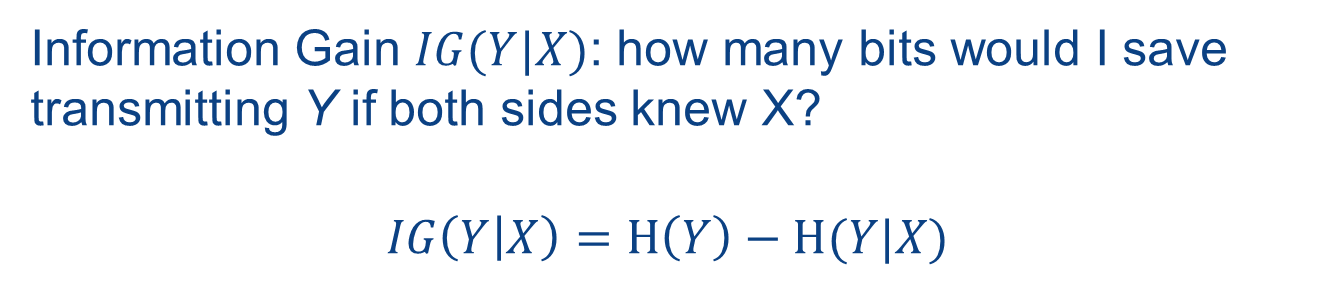 Information Gain IG(Y|X): how many bits would I save
transmitting Y if both sides knew X?
IG(Y|X) = H(Y) − H(Y|X)